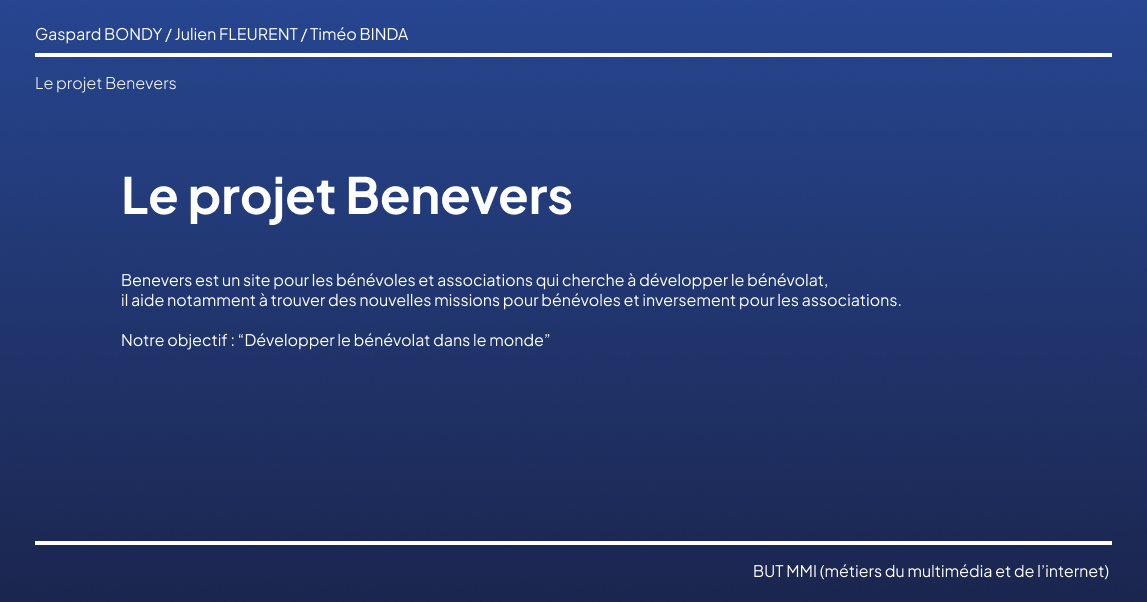 Gaspard BONDY / Julien FLEURENT / Timéo BINDA
Le projet Benevers
Le projet Benevers
Benevers est un site pour les bénévoles et associations qui cherche à développer le bénévolat,
il aide notamment à trouver des nouvelles missions pour bénévoles et inversement pour les associations.
Notre objectif : “Développer le bénévolat dans le monde”
BUT MMI (métiers du multimédia et de l’internet)